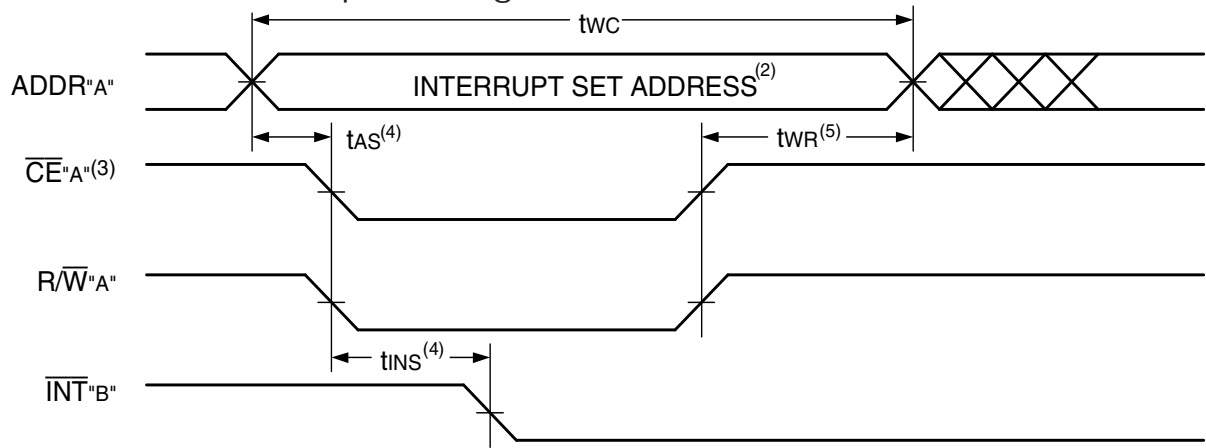 tWC
ADDR"A"
INTERRUPT SET ADDRESS(2)
tAS(4)
tWR(5)
CE"A"(3)
R/W"A"
tINS(4)
INT"B"